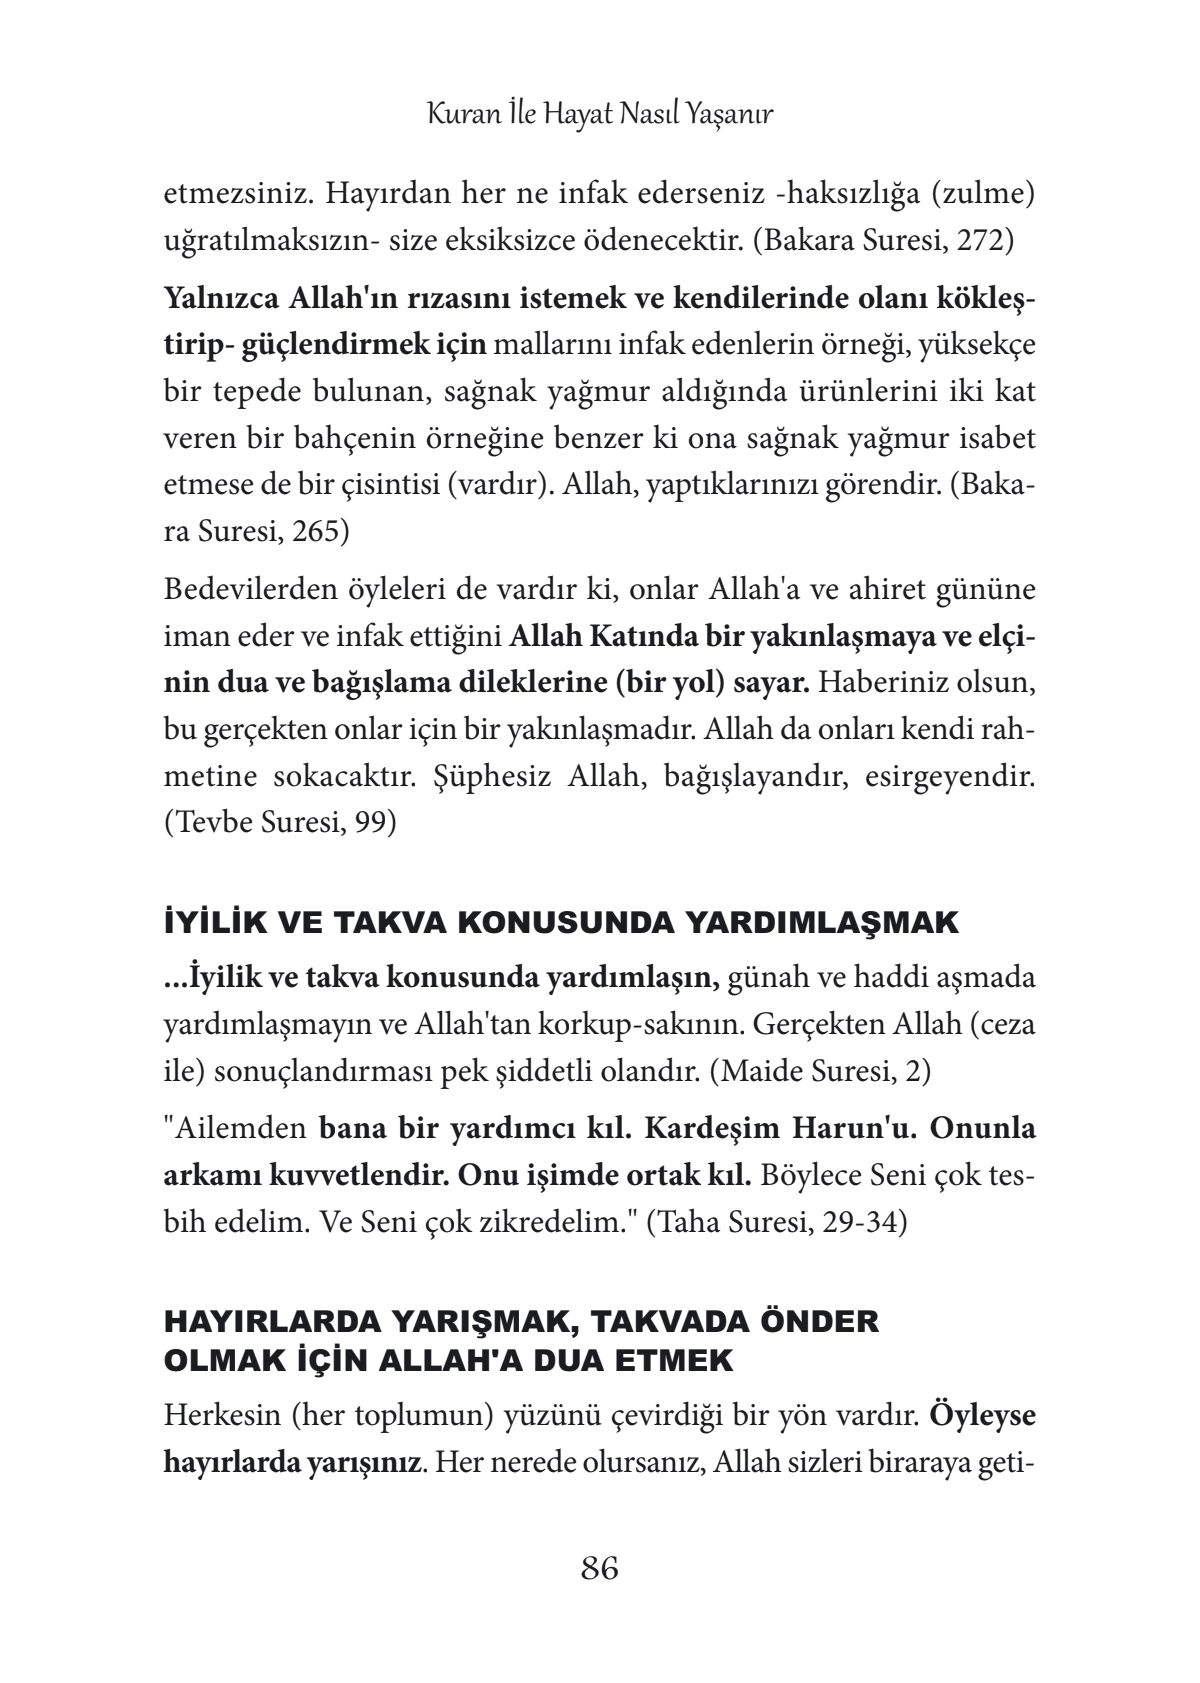 Kuran İle Hayat Nasıl Yaşanır
etmezsiniz. Hayırdan her ne infak ederseniz -haksızlığa (zulme)
uğratılmaksızın- size eksiksizce ödenecektir. (Bakara Suresi, 272)
Yalnızca Allah'ın rızasını istemek ve kendilerinde olanı kökleş-
tirip- güçlendirmek için mallarını infak edenlerin örneği, yüksekçe
bir tepede bulunan, sağnak yağmur aldığında ürünlerini iki kat
veren bir bahçenin örneğine benzer ki ona sağnak yağmur isabet
etmese de bir çisintisi (vardır). Allah, yaptıklarınızı görendir. (Baka-
ra Suresi, 265)
Bedevilerden öyleleri de vardır ki, onlar Allah'a ve ahiret gününe
iman eder ve infak ettiğini Allah Katında bir yakınlaşmaya ve elçi-
nin dua ve bağışlama dileklerine (bir yol) sayar. Haberiniz olsun,
bu gerçekten onlar için bir yakınlaşmadır. Allah da onları kendi rah-
metine sokacaktır. Şüphesiz Allah, bağışlayandır, esirgeyendir.
(Tevbe Suresi, 99)
İYİLİK VE TAKVA KONUSUNDA YARDIMLAŞMAK
...İyilik ve takva konusunda yardımlaşın, günah ve haddi aşmada
yardımlaşmayın ve Allah'tan korkup-sakının. Gerçekten Allah (ceza
ile) sonuçlandırması pek şiddetli olandır. (Maide Suresi, 2)
"Ailemden bana bir yardımcı kıl. Kardeşim Harun'u. Onunla
arkamı kuvvetlendir. Onu işimde ortak kıl. Böylece Seni çok tes-
bih edelim. Ve Seni çok zikredelim." (Taha Suresi, 29-34)
HAYIRLARDA YARIŞMAK, TAKVADA ÖNDER
OLMAK İÇİN ALLAH'A DUA ETMEK
Herkesin (her toplumun) yüzünü çevirdiği bir yön vardır. Öyleyse
hayırlarda yarışınız. Her nerede olursanız, Allah sizleri biraraya geti-
86